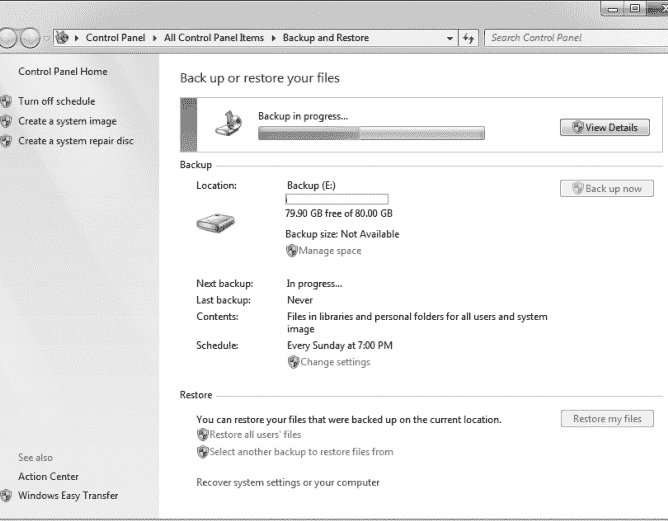 Control Panel ▸ All Control Panel Items ▸ Backup and Restore
Search Control Panel
Control Panel Home
Turn off schedule
Create a system image
Create a system repair disc
Back up or restore your files
Backup in progress...
View Details
Backup
Location:
Backup (E:)
Back up now
79.90 GB free of 80.00 GB
Backup size: Not Available
Manage space
Next backup:
In progress...
Last backup:
Never
Contents:
Files in libraries and personal folders for all users and system
image
Schedule:
Every Sunday at 7:00 PM
Change settings
Restore
You can restore your files that were backed up on the current location.
Restore my files
Restore all users' files
Select another backup to restore files from
Recover system settings or your computer
See also
Action Center
Windows Easy Transfer